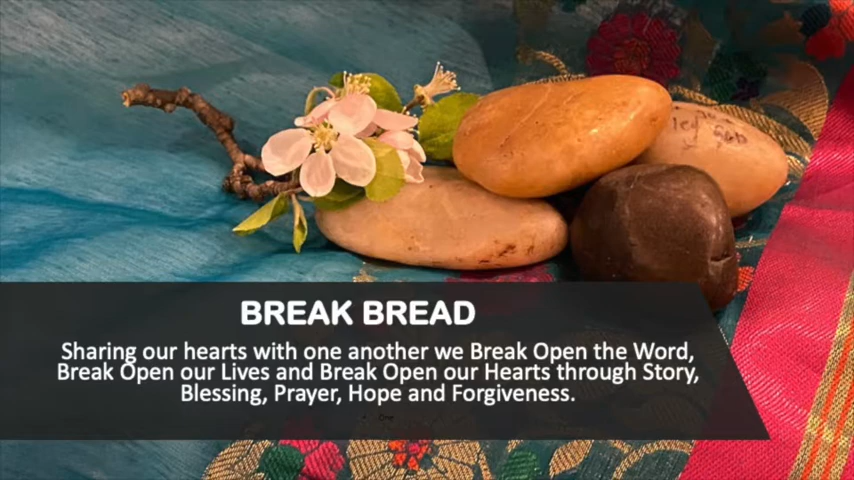 BREAK BREAD
Sharing our hearts with one another we Break Open the Word,
Break Open our Lives and Break Open our Hearts through Story,
Blessing, Prayer, Hope and Forgiveness.